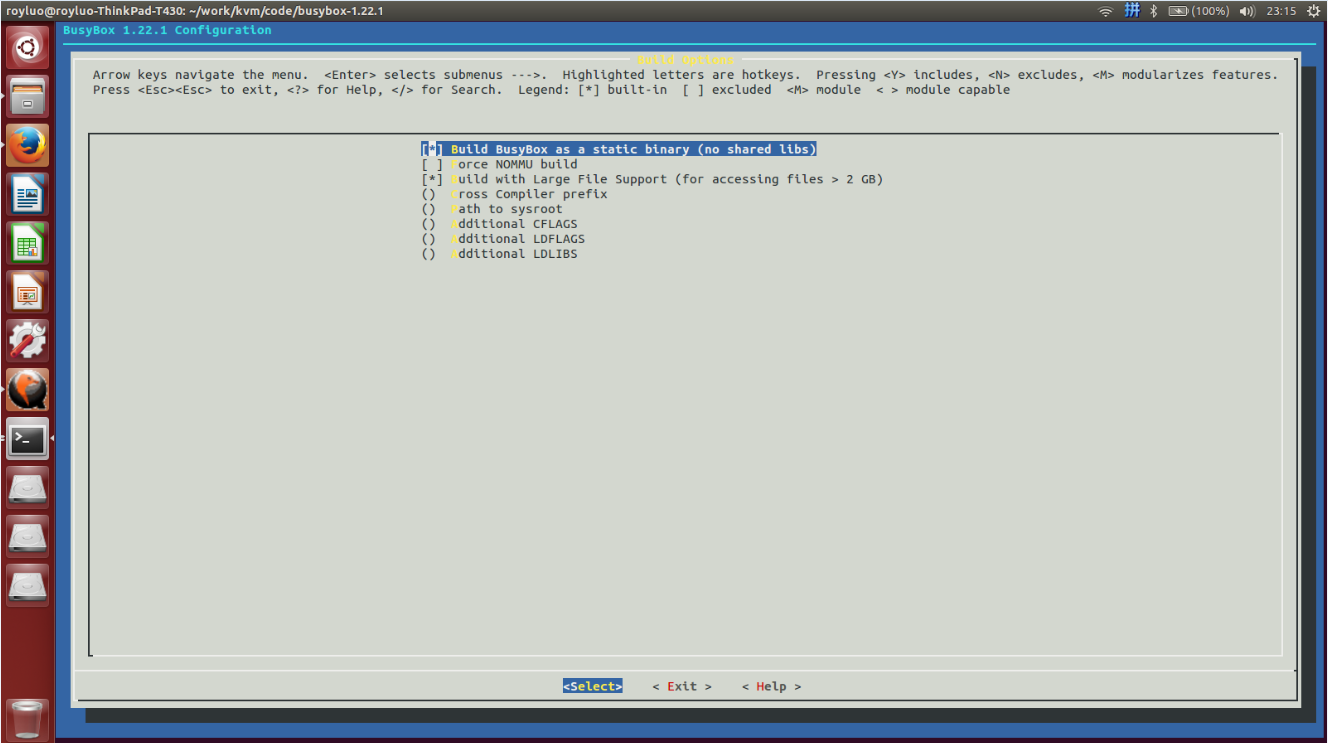 royluo@royluo-ThinkPad-T430: ~/work/kvm/code/busybox-1.22.1 拼 (100%) 23:15
BusyBox 1.22.1 Configuration
Build Options
Arrow keys navigate the menu. <Enter> selects submenus --->. Highlighted letters are hotkeys. Pressing <Y> includes, <N> excludes, <M> modularizes features.
Press <Esc><Esc> to exit, <?> for Help, </> for Search. Legend: [*] built-in [ ] excluded <M> module < > module capable
[*] Build BusyBox as a static binary (no shared libs)
[ ] Force NOMMU build
[*] Build with Large File Support (for accessing files > 2 GB)
() Cross Compiler prefix
() Path to sysroot
() Additional CFLAGS
() Additional LDFLAGS
() Additional LDLIBS
<Select> < Exit > < Help >